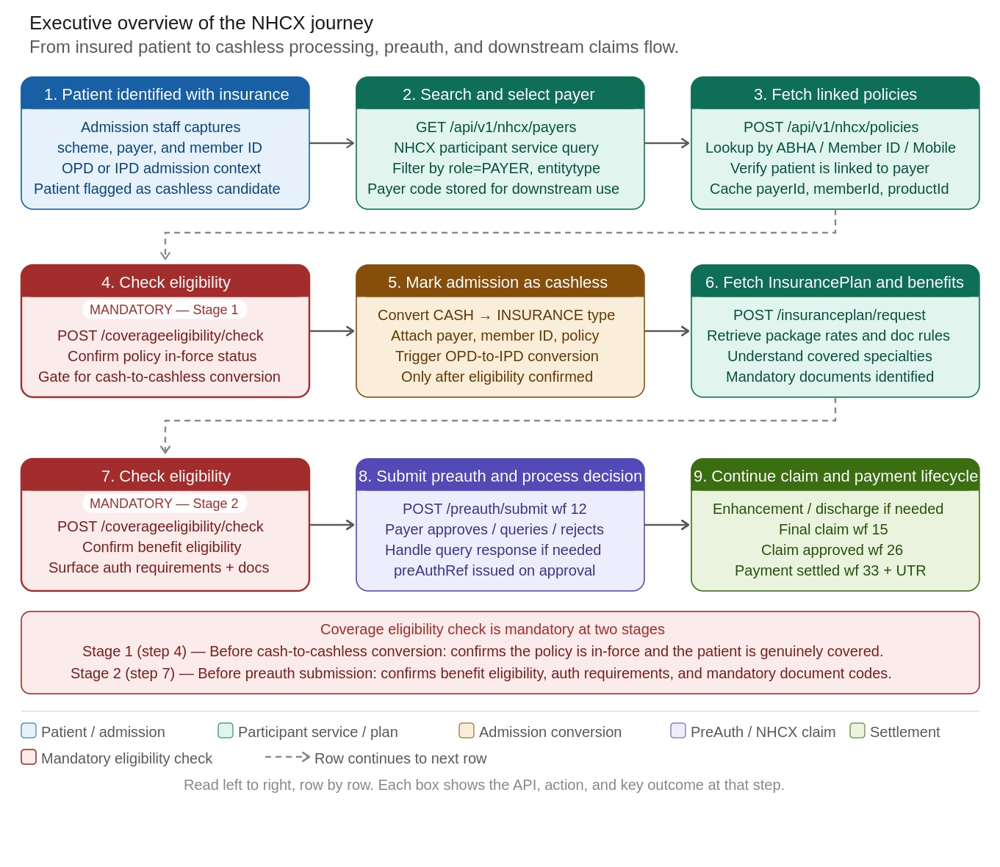 Executive overview of the NHCX journey
From insured patient to cashless processing, preauth, and downstream claims flow.
1. Patient identified with insurance
Admission staff captures
scheme, payer, and member ID
OPD or IPD admission context
Patient flagged as cashless candidate
2. Search and select payer
GET /api/v1/nhcx/payers
NHCX participant service query
Filter by role=PAYER, entitytype
Payer code stored for downstream use
3. Fetch linked policies
POST /api/v1/nhcx/policies
Lookup by ABHA / Member ID / Mobile
Verify patient is linked to payer
Cache payerId, memberId, productId
4. Check eligibility
MANDATORY — Stage 1
POST /coverageeligibility/check
Confirm policy in-force status
Gate for cash-to-cashless conversion
5. Mark admission as cashless
Convert CASH → INSURANCE type
Attach payer, member ID, policy
Trigger OPD-to-IPD conversion
Only after eligibility confirmed
6. Fetch InsurancePlan and benefits
POST /insuranceplan/request
Retrieve package rates and doc rules
Understand covered specialties
Mandatory documents identified
7. Check eligibility
MANDATORY — Stage 2
POST /coverageeligibility/check
Confirm benefit eligibility
Surface auth requirements + docs
8. Submit preauth and process decision
POST /preauth/submit wf 12
Payer approves / queries / rejects
Handle query response if needed
preAuthRef issued on approval
9. Continue claim and payment lifecycle
Enhancement / discharge if needed
Final claim wf 15
Claim approved wf 26
Payment settled wf 33 + UTR
Coverage eligibility check is mandatory at two stages
Stage 1 (step 4) — Before cash-to-cashless conversion: confirms the policy is in-force and the patient is genuinely covered.
Stage 2 (step 7) — Before preauth submission: confirms benefit eligibility, auth requirements, and mandatory document codes.
Patient / admission
Participant service / plan
Admission conversion
PreAuth / NHCX claim
Settlement
Mandatory eligibility check
Row continues to next row
Read left to right, row by row. Each box shows the API, action, and key outcome at that step.